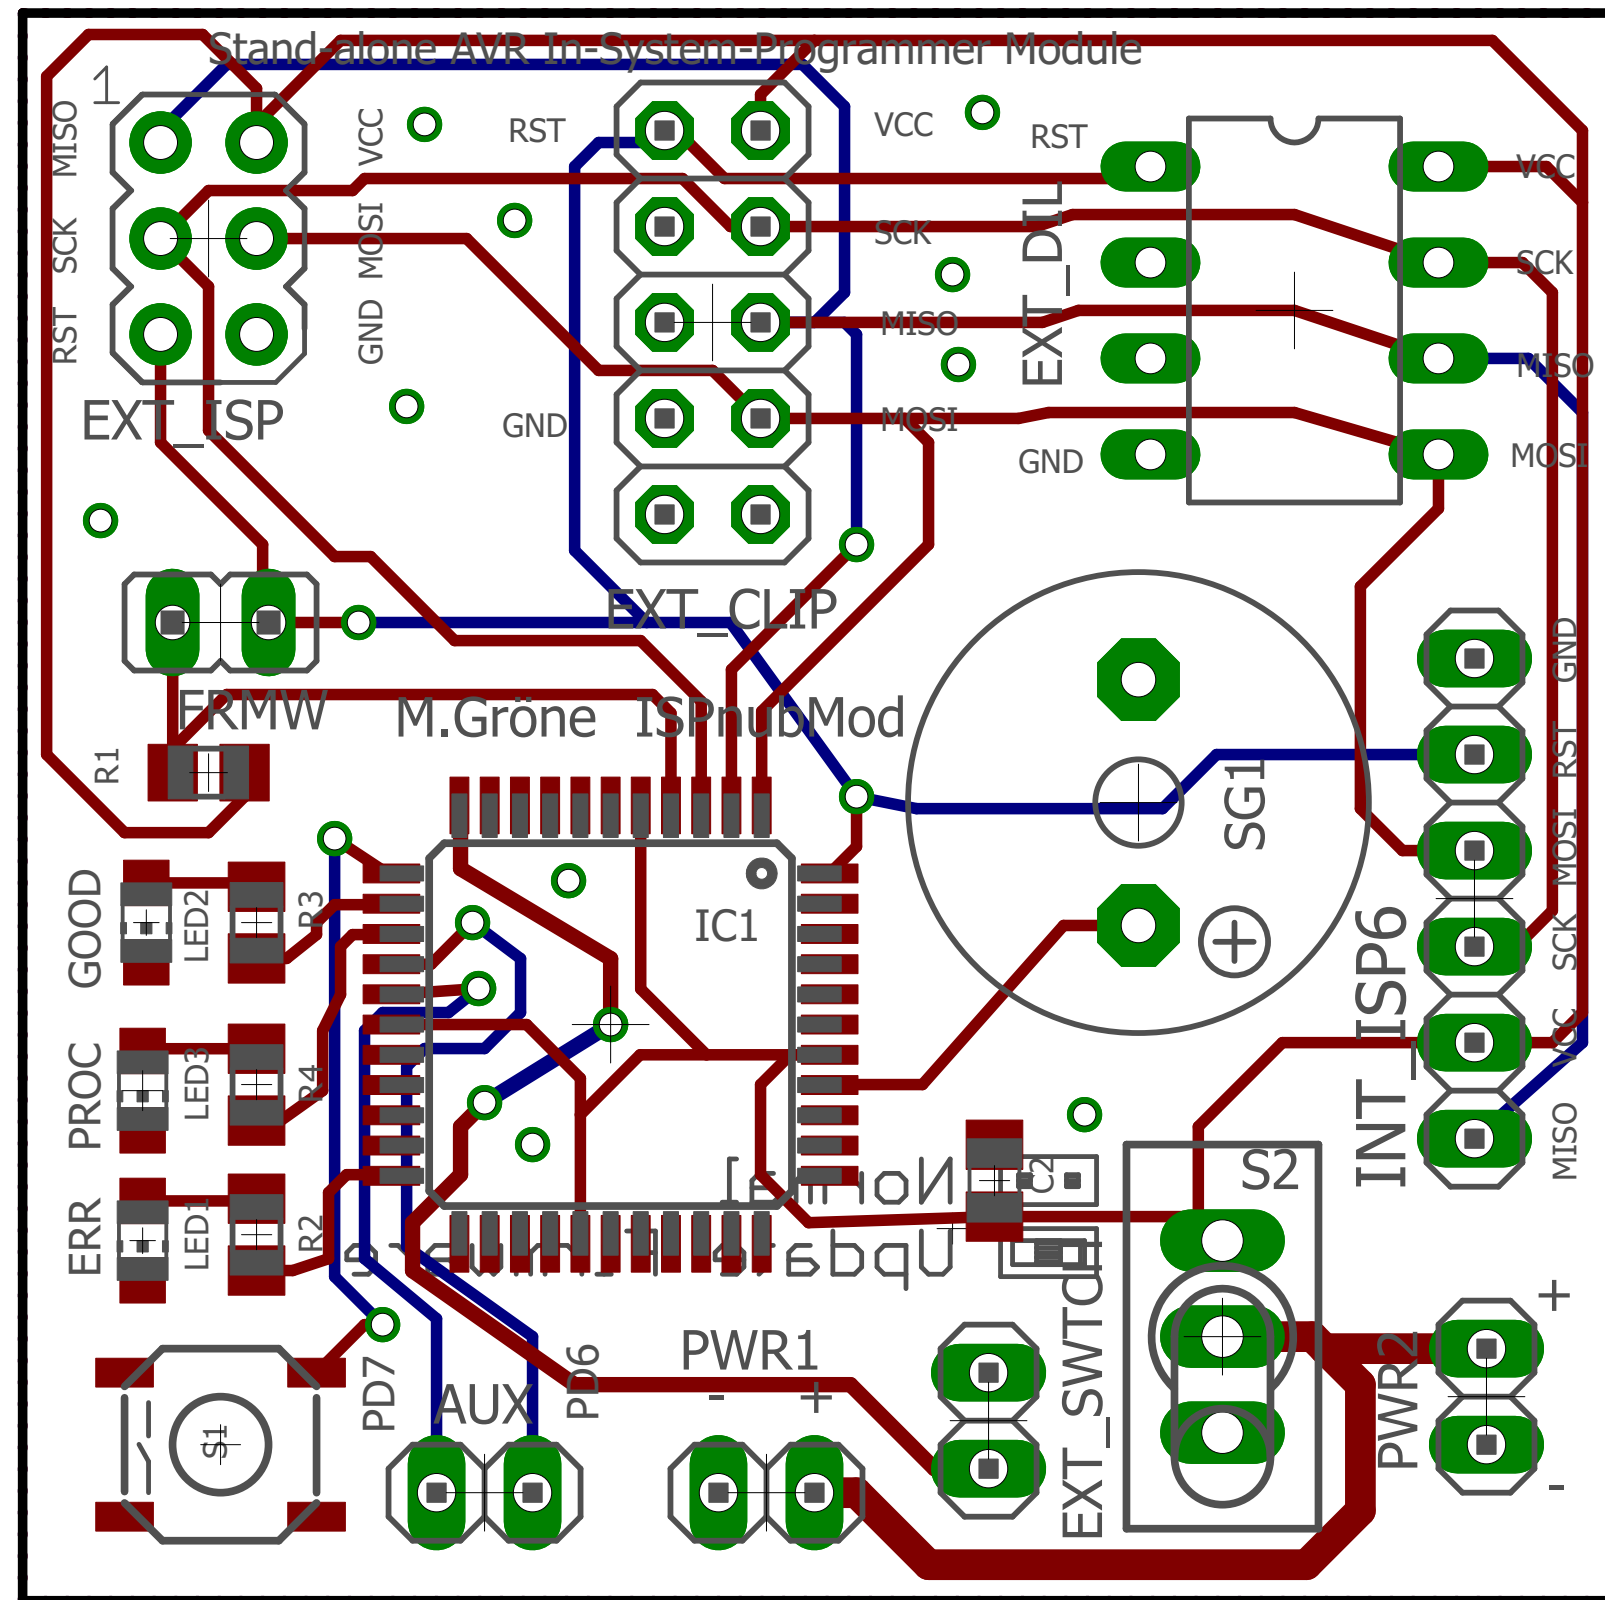 Stand-alone AVR In-System-Programmer Module
1
MISO
VCC
RST
VCC
RST
VCC
SCK
MOSI
SCK
EXT_DIL
SCK
RST
GND
MISO
MISO
EXT_ISP
GND
MOSI
GND
MOSI
EXT_CLIP
GND
FRMW
M.Gröne ISPnubMod
RST
R1
SG1
MOSI
GOOD
LED2
R3
IC1
SCK
INT_ISP6
PROC
LED3
R4
VCC
MISO
Normal
C2
S2
ERR
LED1
R2
Update Firmware
EXT_SWTCH
+
PWR1
PWR2
- +
PD7
AUX
PD6
S1
-